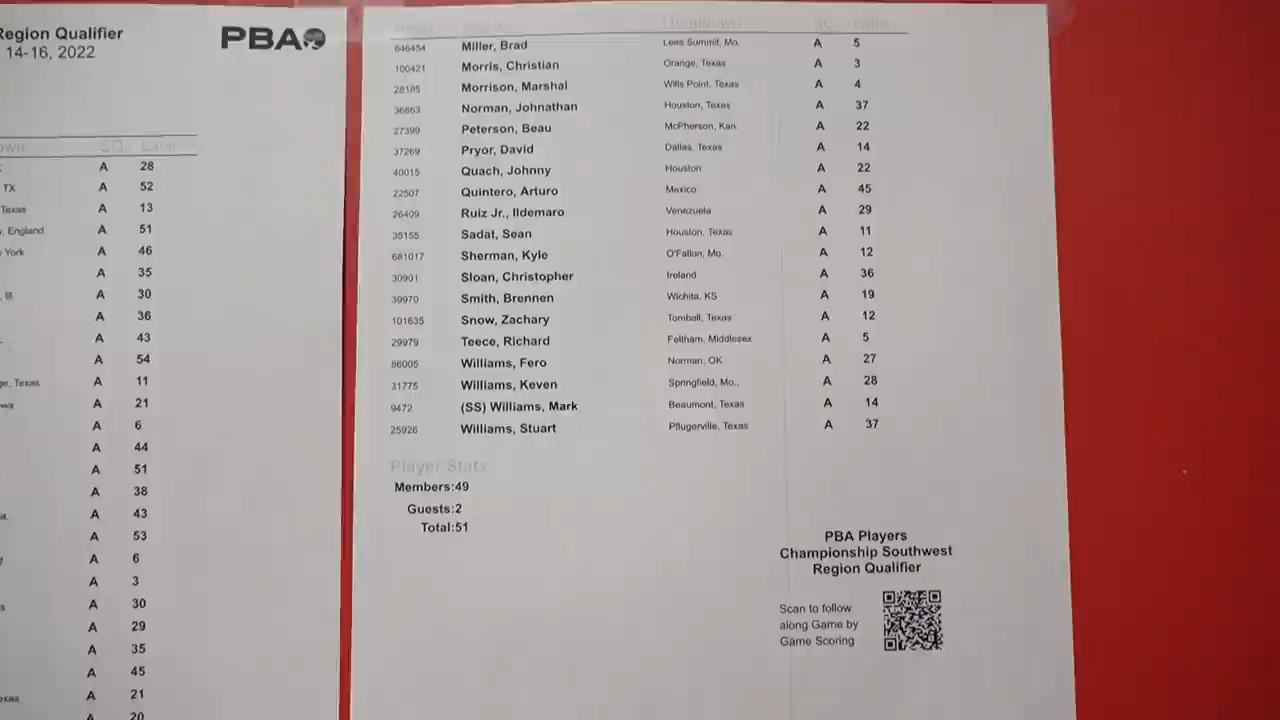 Region Qualifier
14-16, 2022
PBA
SQ Lane
A 28
TX A 52
Texas A 13
, England A 51
York A 46
A 35
A 30
A 36
A 43
A 54
, Texas A 11
A 21
A 6
A 44
A 51
A 38
A 43
A 53
A 6
A 3
A 30
A 29
A 35
A 45
A 21
A 20
Hometown SQ Lane
646454 Miller, Brad Lees Summit, Mo. A 5
100421 Morris, Christian Orange, Texas A 3
28185 Morrison, Marshal Wills Point, Texas A 4
36863 Norman, Johnathan Houston, Texas A 37
27399 Peterson, Beau McPherson, Kan. A 22
37269 Pryor, David Dallas, Texas A 14
40015 Quach, Johnny Houston A 22
22507 Quintero, Arturo Mexico A 45
26409 Ruiz Jr., Ildemaro Venezuela A 29
35155 Sadat, Sean Houston, Texas A 11
681017 Sherman, Kyle O'Fallon, Mo. A 12
30901 Sloan, Christopher Ireland A 36
39970 Smith, Brennen Wichita, KS A 19
101635 Snow, Zachary Tomball, Texas A 12
29979 Teece, Richard Feltham, Middlesex A 5
86005 Williams, Fero Norman, OK A 27
31775 Williams, Keven Springfield, Mo., A 28
9472 (SS) Williams, Mark Beaumont, Texas A 14
25926 Williams, Stuart Pflugerville, Texas A 37
Player Stats
Members:49
Guests:2
Total:51
PBA Players
Championship Southwest
Region Qualifier
Scan to follow
along Game by
Game Scoring